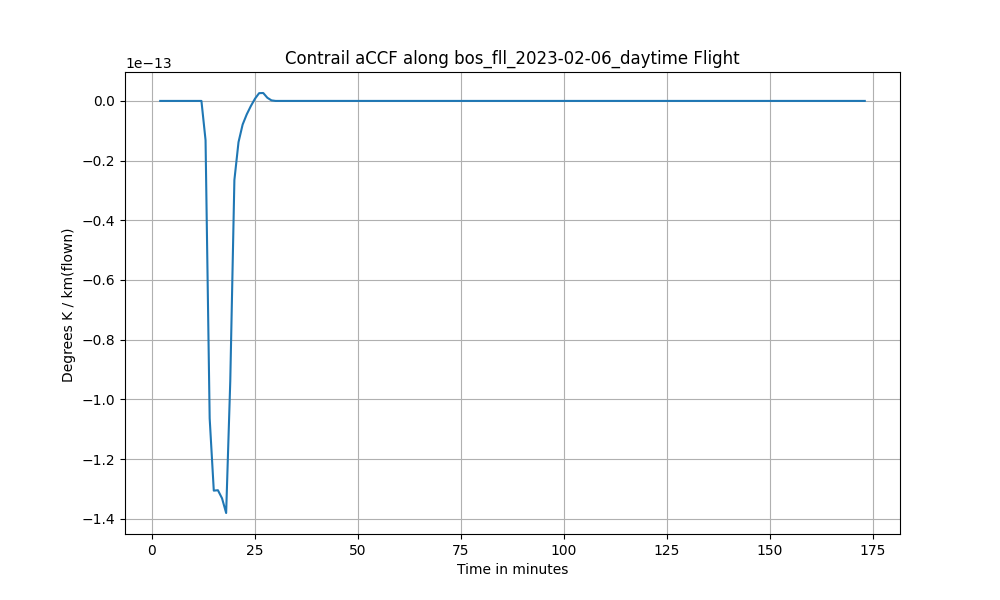 Contrail aCCF along bos_fll_2023-02-06_daytime Flight
1e−13
0.0
−0.2
−0.4
−0.6
−0.8
−1.0
−1.2
−1.4
Degrees K / km(flown)
0 25 50 75 100 125 150 175
Time in minutes